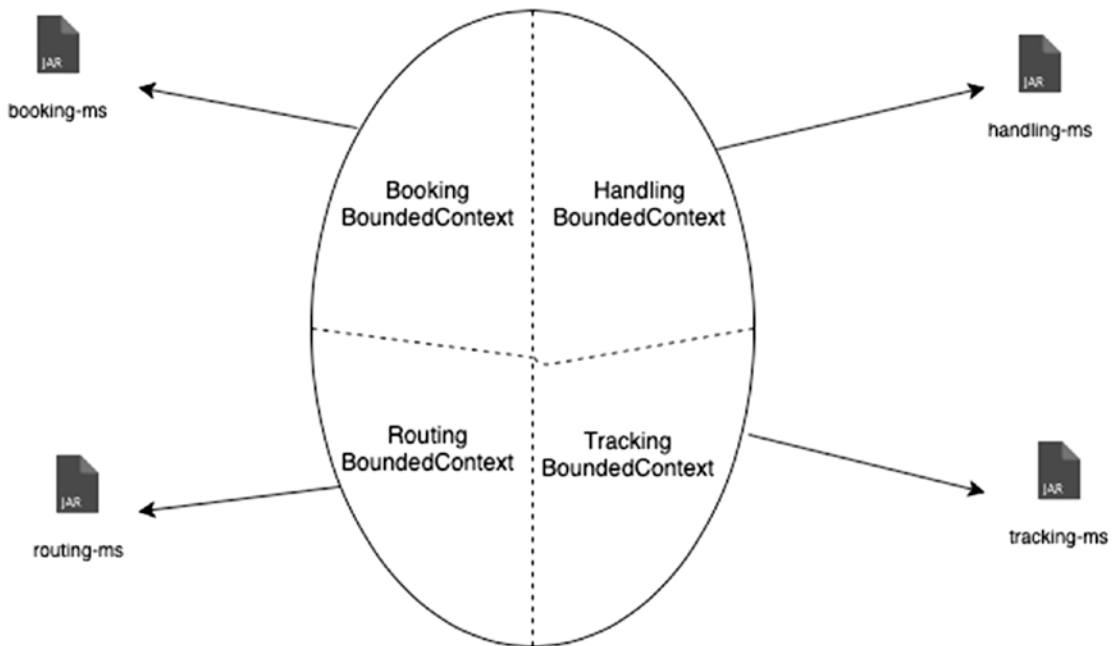 JAR
booking-ms
JAR
handling-ms
Booking
BoundedContext
Handling
BoundedContext
Routing
BoundedContext
Tracking
BoundedContext
JAR
routing-ms
JAR
tracking-ms